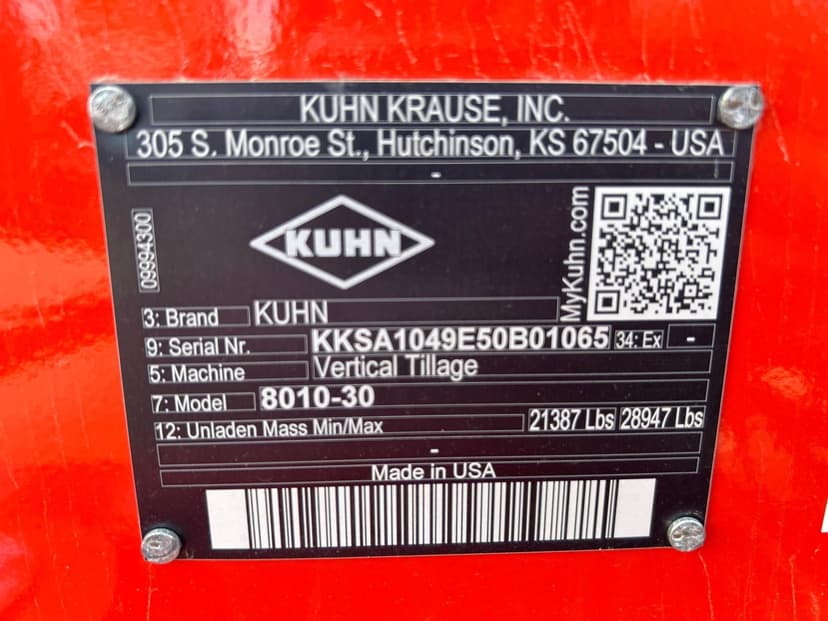 KUHN KRAUSE, INC.
305 S. Monroe St., Hutchinson, KS 67504 - USA
-
09994300
KUHN
MyKuhn.com
3: Brand KUHN
9: Serial Nr. KKSA1049E50B01065 34: Ex -
5: Machine Vertical Tillage
7: Model 8010-30
12: Unladen Mass Min/Max 21387 Lbs 28947 Lbs
-
Made in USA